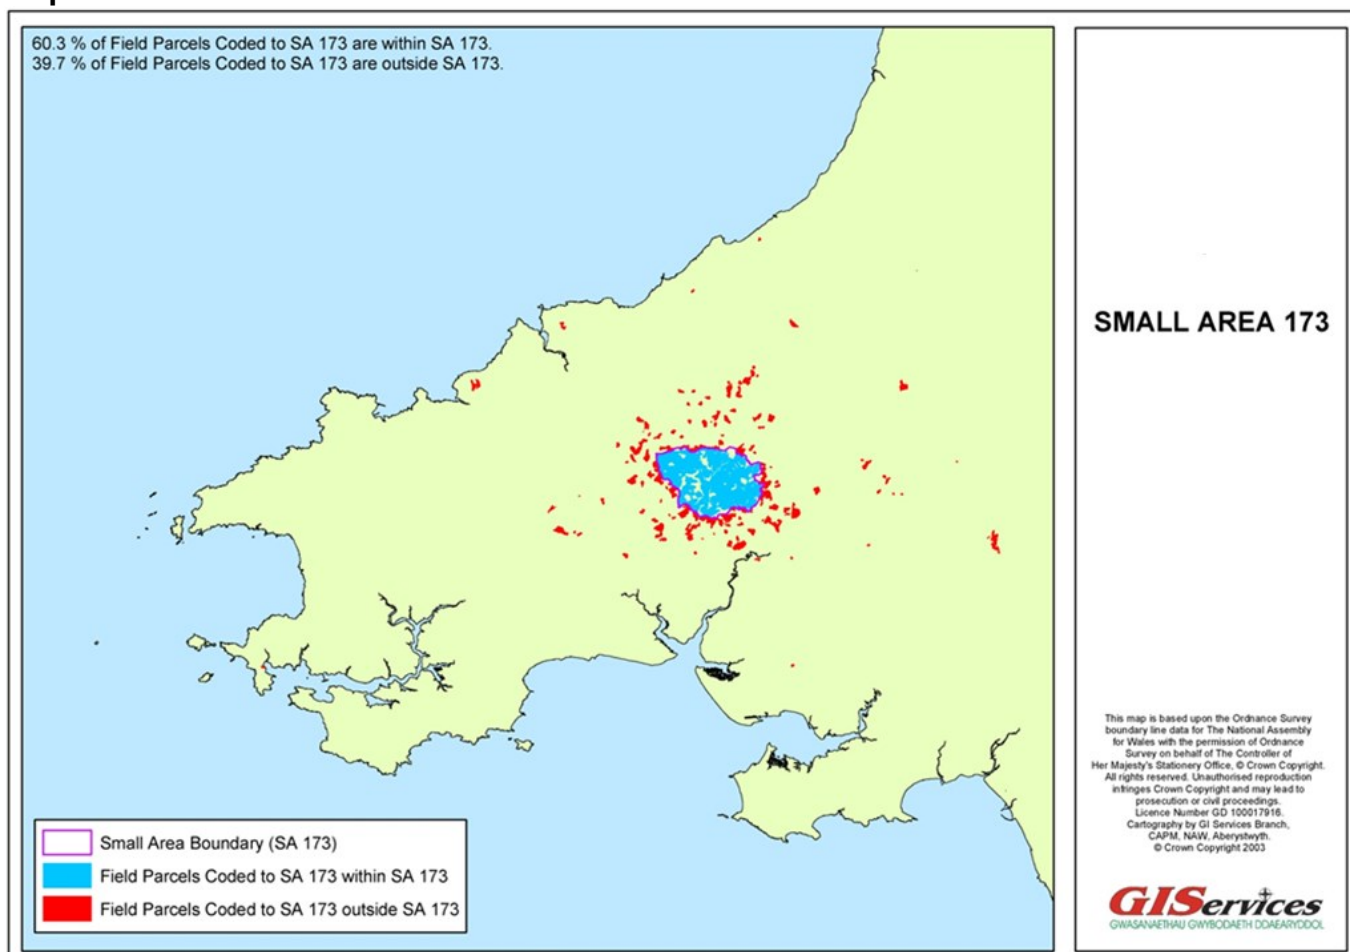 60.3 % of Field Parcels Coded to SA 173 are within SA 173.
39.7 % of Field Parcels Coded to SA 173 are outside SA 173.
SMALL AREA 173
This map is based upon the Ordnance Survey
boundary line data for The National Assembly
for Wales with the permission of Ordnance
Survey on behalf of The Controller of
Her Majesty's Stationery Office, © Crown Copyright.
All rights reserved. Unauthorised reproduction
infringes Crown Copyright and may lead to
prosecution or civil proceedings.
Licence Number GD 100017916.
Cartography by GI Services Branch,
CAPM, NAW, Aberystwyth.
© Crown Copyright 2003
Small Area Boundary (SA 173)
Field Parcels Coded to SA 173 within SA 173
Field Parcels Coded to SA 173 outside SA 173
GIServices
GWASANAETHAU GWYBODAETH DDAEARYDDOL